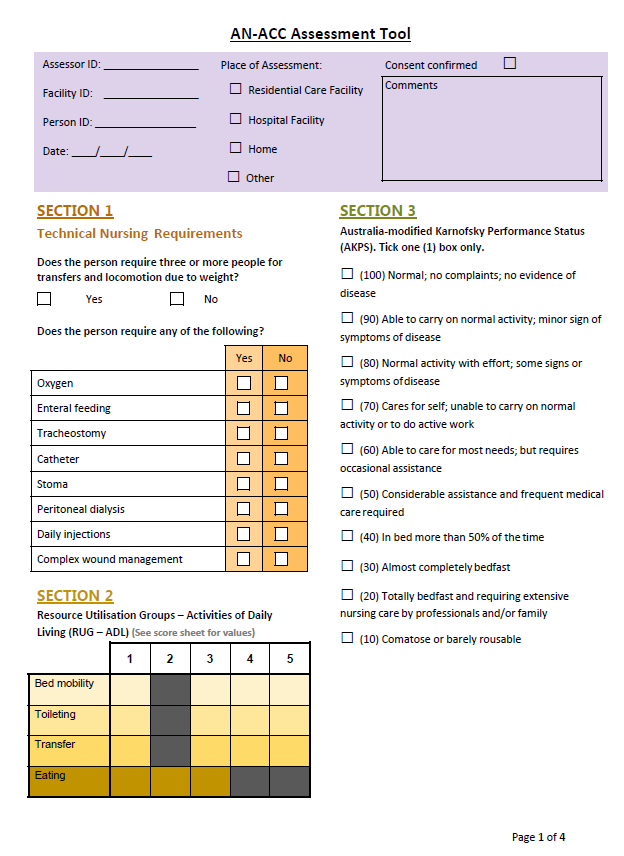 AN-ACC Assessment Tool
Assessor ID: _______________
Facility ID: _______________
Person ID: ________________
Date: ____/____/____
Place of Assessment:
☐ Residential Care Facility
☐ Hospital Facility
☐ Home
☐ Other
Consent confirmed ☐
Comments
SECTION 1
Technical Nursing Requirements
Does the person require three or more people for
transfers and locomotion due to weight?
☐ Yes ☐ No
Does the person require any of the following?
Yes No
Oxygen ☐ ☐
Enteral feeding ☐ ☐
Tracheostomy ☐ ☐
Catheter ☐ ☐
Stoma ☐ ☐
Peritoneal dialysis ☐ ☐
Daily injections ☐ ☐
Complex wound management ☐ ☐
SECTION 2
Resource Utilisation Groups – Activities of Daily
Living (RUG – ADL) (See score sheet for values)
1 2 3 4 5
Bed mobility
Toileting
Transfer
Eating
SECTION 3
Australia-modified Karnofsky Performance Status
(AKPS). Tick one (1) box only.
☐ (100) Normal; no complaints; no evidence of
disease
☐ (90) Able to carry on normal activity; minor sign of
symptoms of disease
☐ (80) Normal activity with effort; some signs or
symptoms of disease
☐ (70) Cares for self; unable to carry on normal
activity or to do active work
☐ (60) Able to care for most needs; but requires
occasional assistance
☐ (50) Considerable assistance and frequent medical
care required
☐ (40) In bed more than 50% of the time
☐ (30) Almost completely bedfast
☐ (20) Totally bedfast and requiring extensive
nursing care by professionals and/or family
☐ (10) Comatose or barely rousable
Page 1 of 4